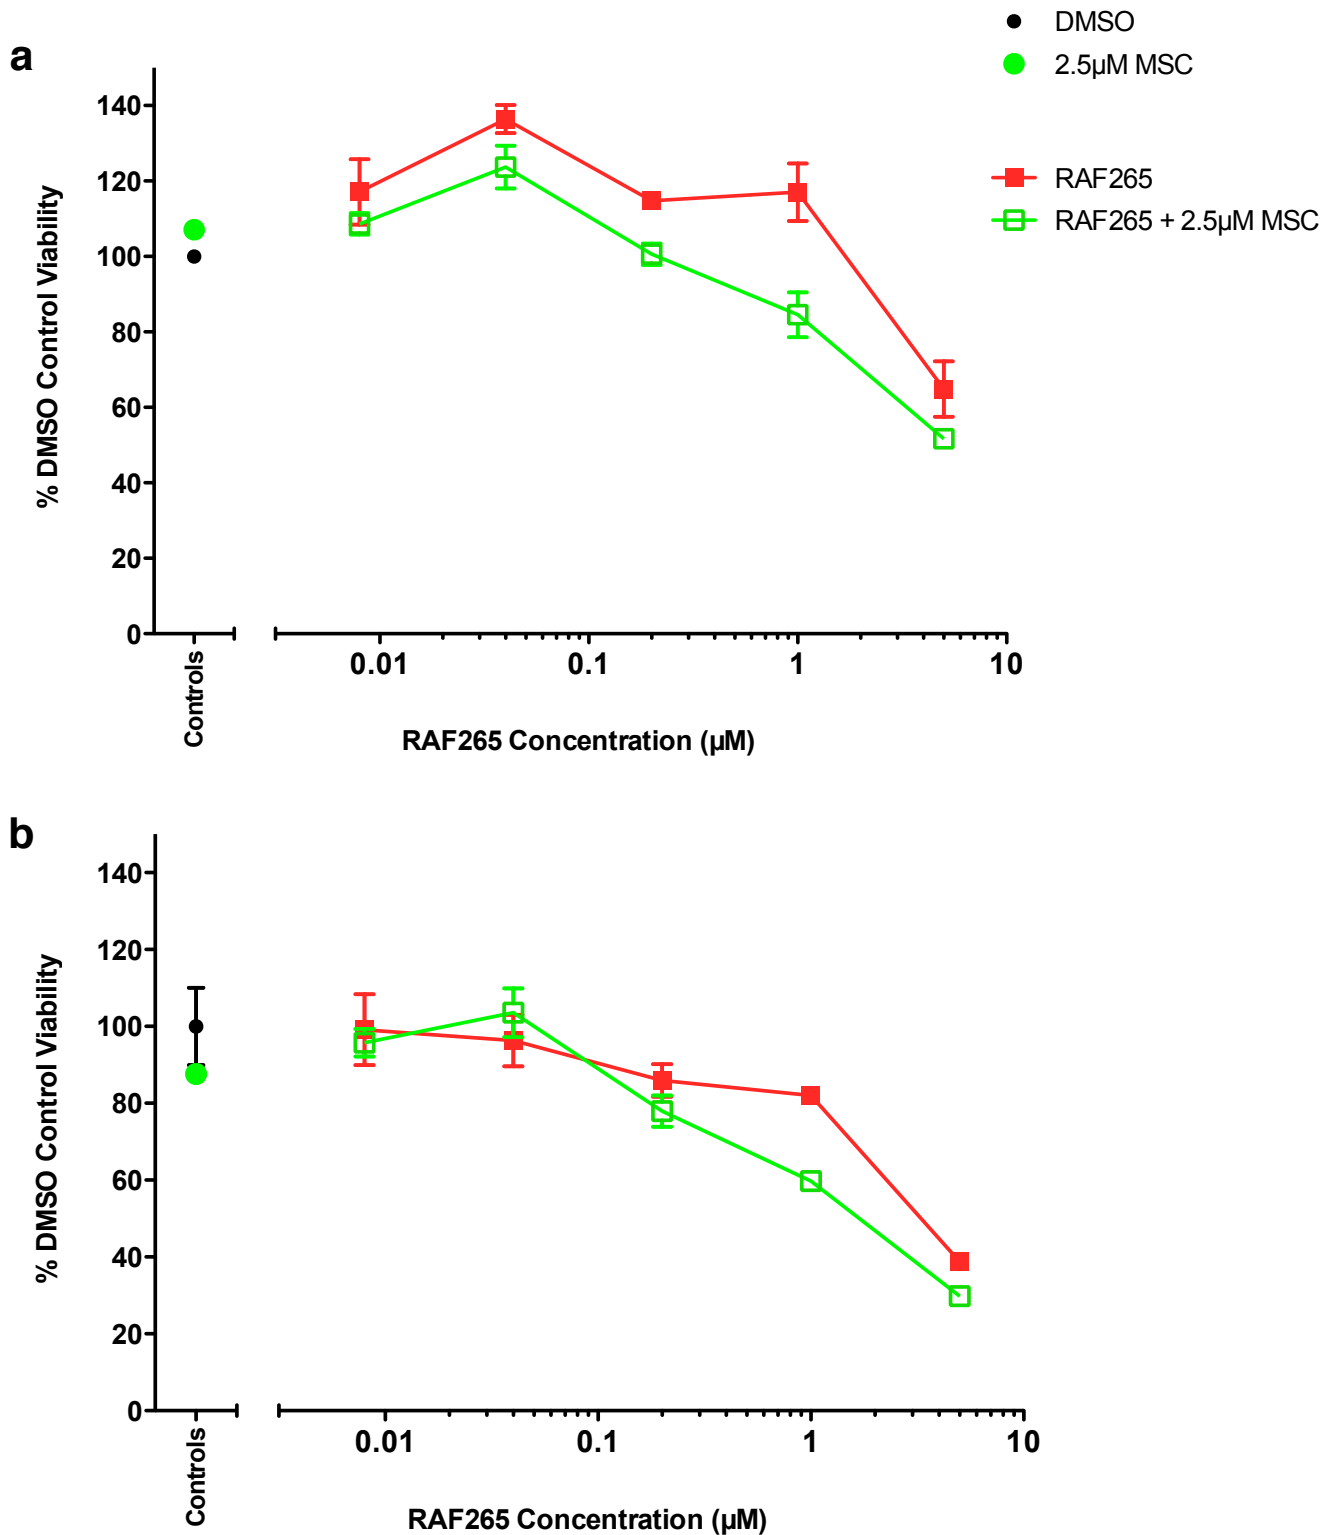 DMSO
2.5µM MSC
RAF265
RAF265 + 2.5µM MSC
a
% DMSO Control Viability
140
120
100
80
60
40
20
0
Controls
0.01
0.1
1
10
RAF265 Concentration (µM)
b
% DMSO Control Viability
140
120
100
80
60
40
20
0
Controls
0.01
0.1
1
10
RAF265 Concentration (µM)